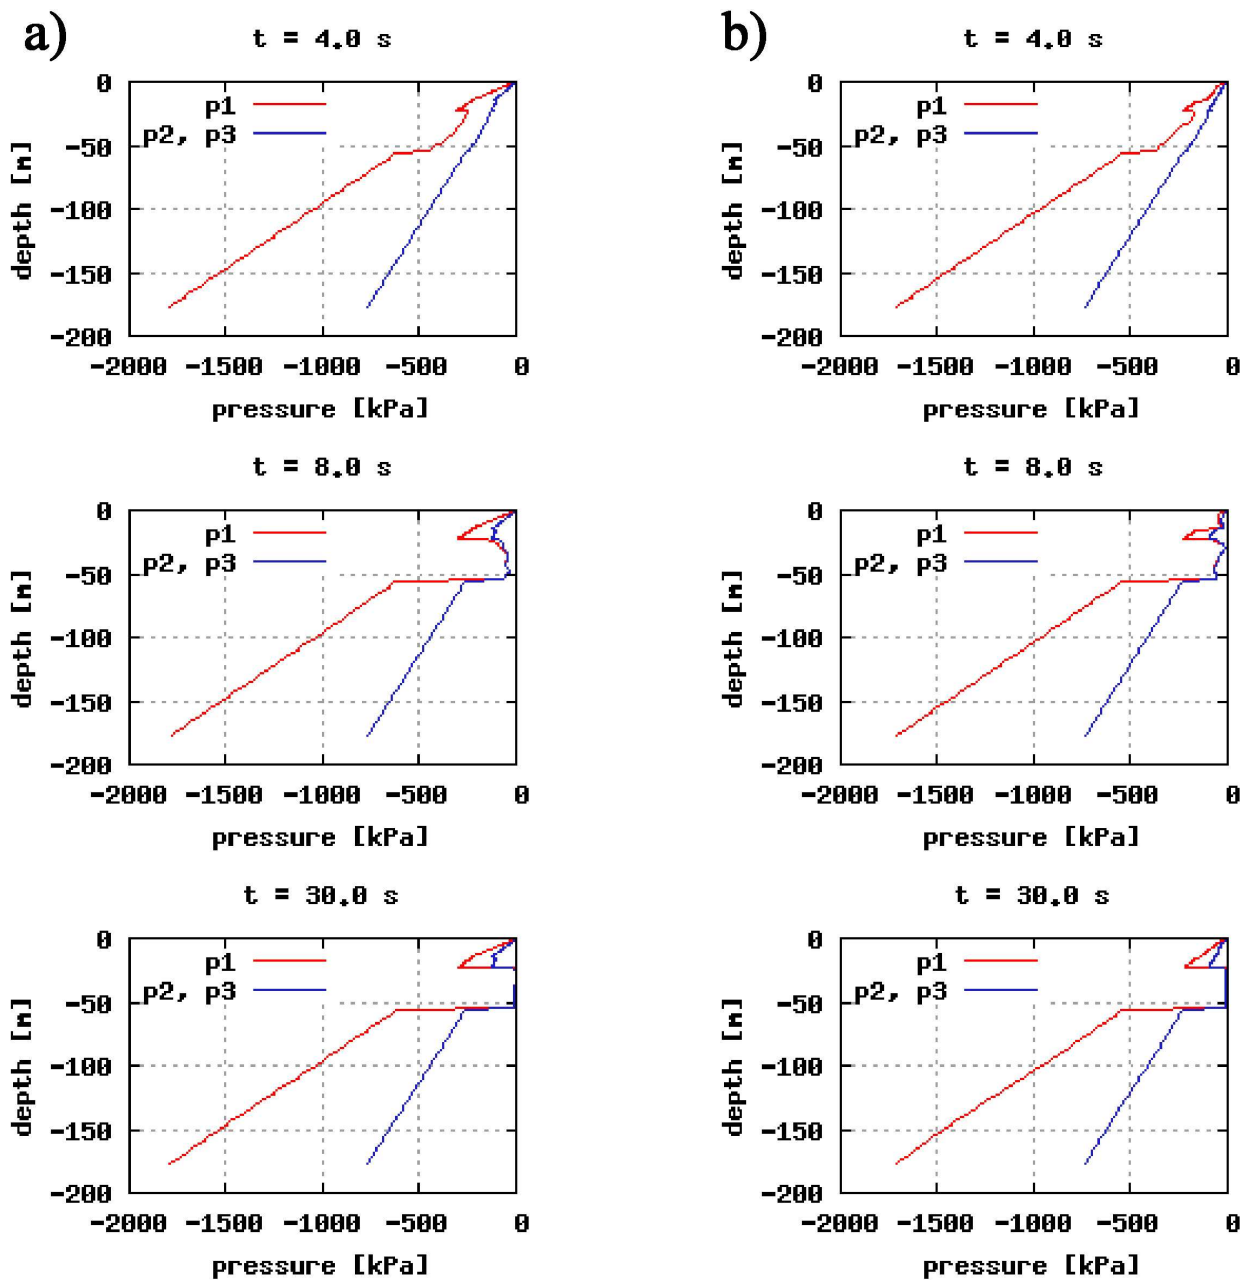 a)
t = 4.0 s
0
-50
-100
-150
-200
depth [m]
p1
p2, p3
-2000 -1500 -1000 -500 0
pressure [kPa]
b)
t = 4.0 s
0
-50
-100
-150
-200
depth [m]
p1
p2, p3
-2000 -1500 -1000 -500 0
pressure [kPa]
t = 8.0 s
0
-50
-100
-150
-200
depth [m]
p1
p2, p3
-2000 -1500 -1000 -500 0
pressure [kPa]
t = 8.0 s
0
-50
-100
-150
-200
depth [m]
p1
p2, p3
-2000 -1500 -1000 -500 0
pressure [kPa]
t = 30.0 s
0
-50
-100
-150
-200
depth [m]
p1
p2, p3
-2000 -1500 -1000 -500 0
pressure [kPa]
t = 30.0 s
0
-50
-100
-150
-200
depth [m]
p1
p2, p3
-2000 -1500 -1000 -500 0
pressure [kPa]